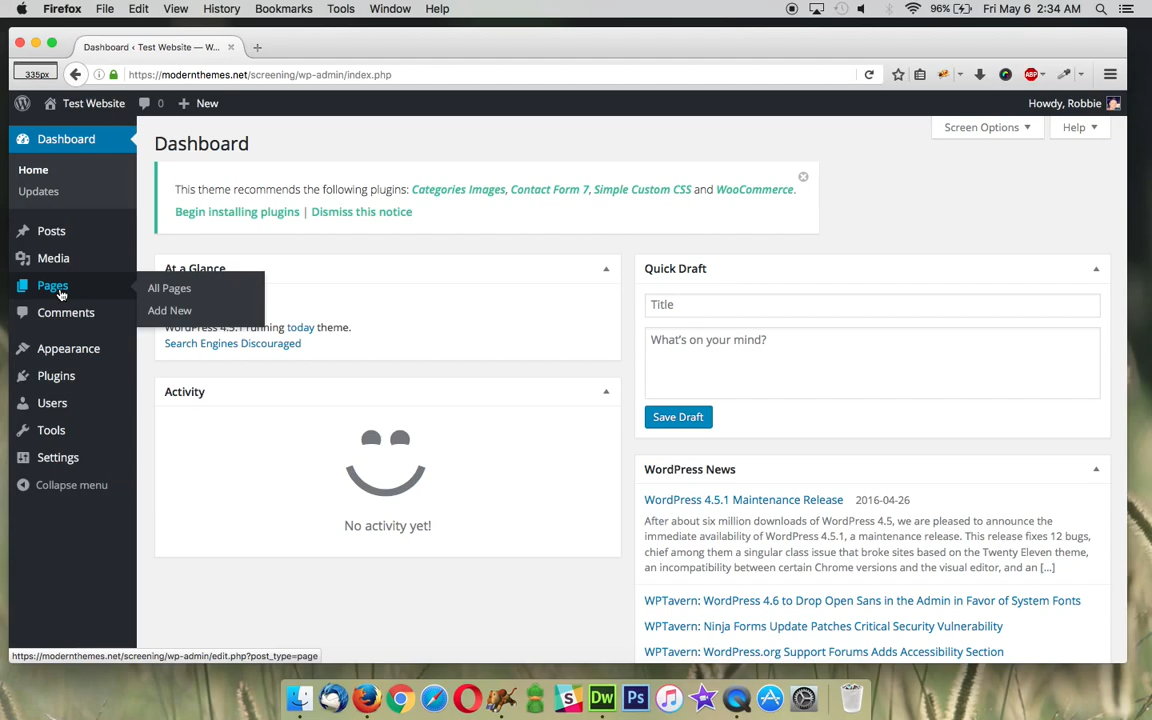 Firefox File Edit View History Bookmarks Tools Window Help 96% Fri May 6 2:34 AM
Dashboard ‹ Test Website — W...
335px https://modernthemes.net/screening/wp-admin/index.php ABP
Test Website 0 New Howdy, Robbie
Dashboard
Home
Updates
Posts
Media
Pages
All Pages
Add New
Comments
Appearance
Plugins
Users
Tools
Settings
Collapse menu
Screen Options Help
Dashboard
This theme recommends the following plugins: Categories Images, Contact Form 7, Simple Custom CSS and WooCommerce.
Begin installing plugins | Dismiss this notice
At a Glance
WordPress 4.5.1 running today theme.
Search Engines Discouraged
Activity
No activity yet!
Quick Draft
Title
What's on your mind?
Save Draft
WordPress News
WordPress 4.5.1 Maintenance Release 2016-04-26
After about six million downloads of WordPress 4.5, we are pleased to announce the
immediate availability of WordPress 4.5.1, a maintenance release. This release fixes 12 bugs,
chief among them a singular class issue that broke sites based on the Twenty Eleven theme,
an incompatibility between certain Chrome versions and the visual editor, and an [...]
WPTavern: WordPress 4.6 to Drop Open Sans in the Admin in Favor of System Fonts
WPTavern: Ninja Forms Update Patches Critical Security Vulnerability
WPTavern: WordPress.org Support Forums Adds Accessibility Section
https://modernthemes.net/screening/wp-admin/edit.php?post_type=page
Dw Ps